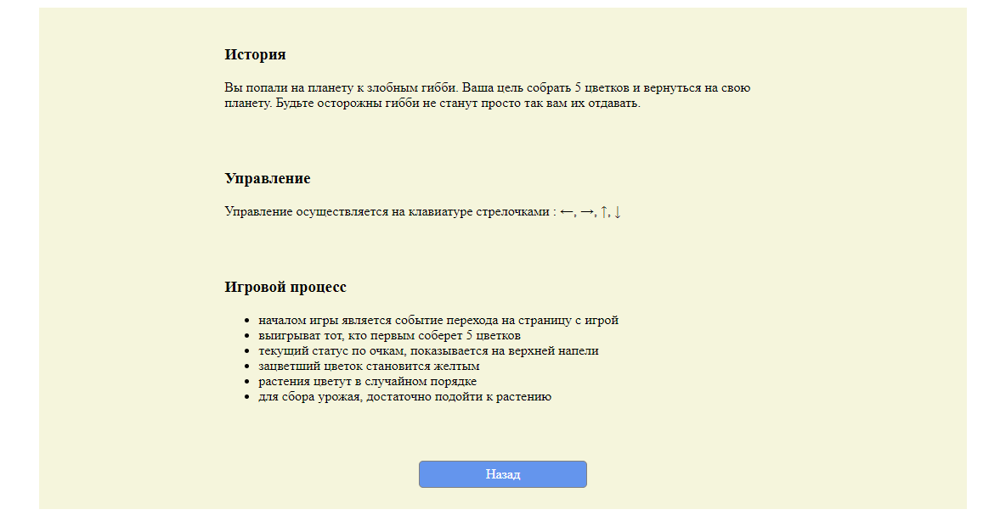 История
Вы попали на планету к злобным гибби. Ваша цель собрать 5 цветков и вернуться на свою
планету. Будьте осторожны гибби не станут просто так вам их отдавать.
Управление
Управление осуществляется на клавиатуре стрелочками : ←, →, ↑, ↓
Игровой процесс
• началом игры является событие перехода на страницу с игрой
• выигрыват тот, кто первым соберет 5 цветков
• текущий статус по очкам, показывается на верхней напели
• зацветший цветок становится желтым
• растения цветут в случайном порядке
• для сбора урожая, достаточно подойти к растению
Назад